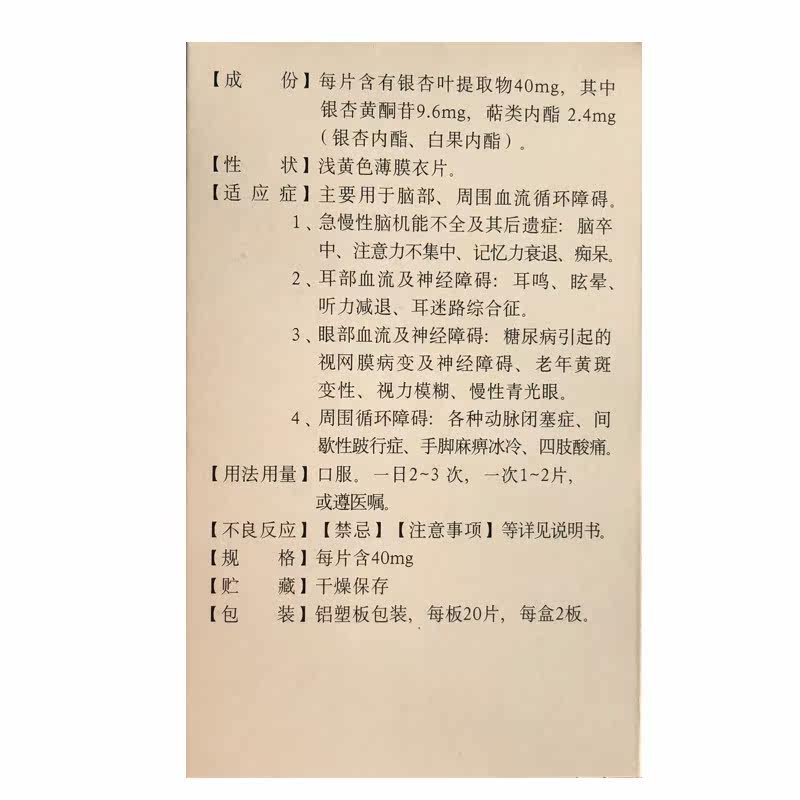 【成份】每片含有银杏叶提取物40mg，其中
银杏黄酮苷9.6mg，萜类内酯 2.4mg
（银杏内酯、白果内酯）。
【性状】浅黄色薄膜衣片。
【适应症】主要用于脑部、周围血流循环障碍。
1、急慢性脑机能不全及其后遗症：脑卒
中、注意力不集中、记忆力衰退、痴呆。
2、耳部血流及神经障碍：耳鸣、眩晕、
听力减退、耳迷路综合征。
3、眼部血流及神经障碍：糖尿病引起的
视网膜病变及神经障碍、老年黄斑
变性、视力模糊、慢性青光眼。
4、周围循环障碍：各种动脉闭塞症、间
歇性跛行症、手脚麻痹冰冷、四肢酸痛。
【用法用量】口服。一日2~3 次，一次1~2片，
或遵医嘱。
【不良反应】【禁忌】【注意事项】等详见说明书。
【规格】每片含40mg
【贮藏】干燥保存
【包装】铝塑板包装，每板20片，每盒2板。